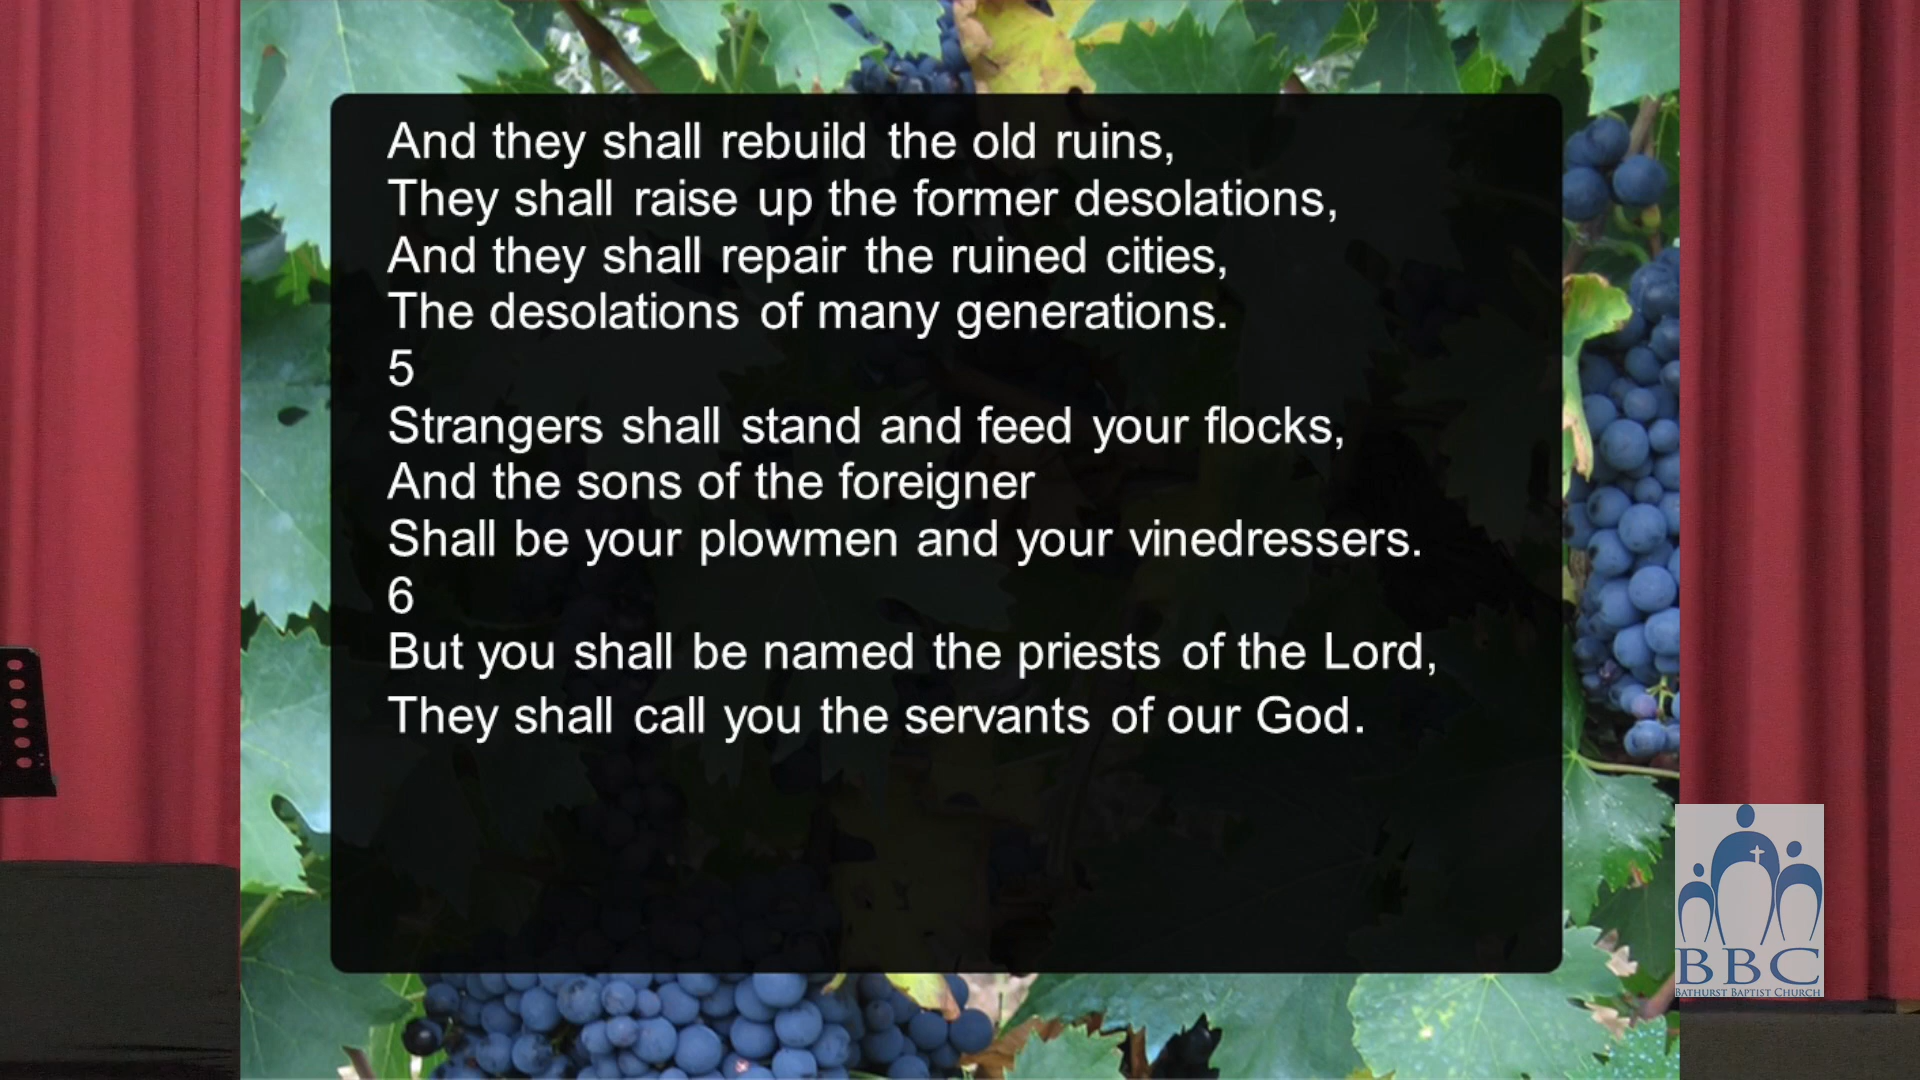 And they shall rebuild the old ruins,
They shall raise up the former desolations,
And they shall repair the ruined cities,
The desolations of many generations.
5
Strangers shall stand and feed your flocks,
And the sons of the foreigner
Shall be your plowmen and your vinedressers.
6
But you shall be named the priests of the Lord,
They shall call you the servants of our God.
BBC
BATHURST BAPTIST CHURCH